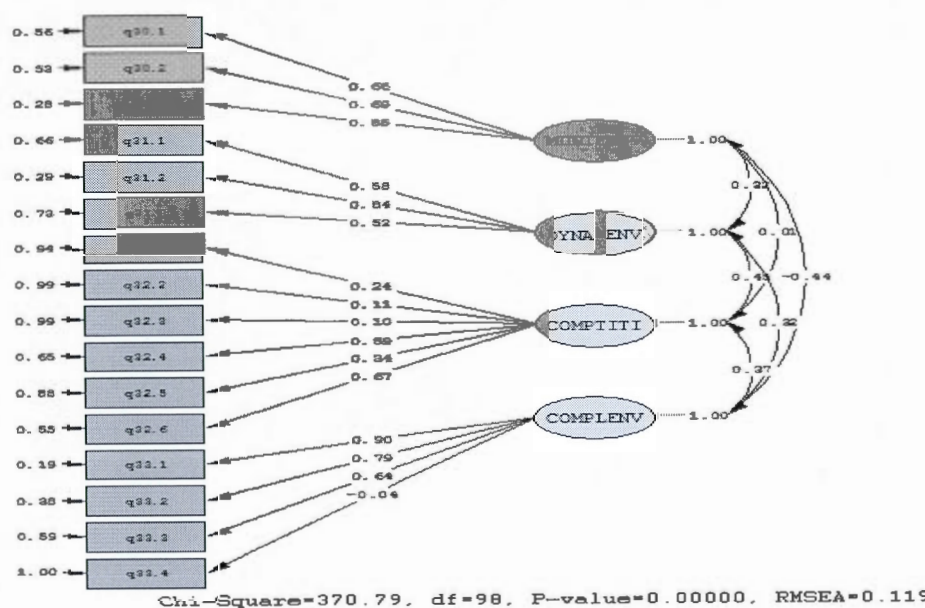 0.56 q30.1
0.66
0.53 q30.2
0.69
0.28
0.85
1.00
0.66 q31.1
0.29 q31.2
0.58
0.84
0.73
0.52
DYNA ENV 1.00
0.01
0.94
-0.44
0.99 q32.2
0.24
0.11
0.99 q32.3
0.10
COMPTITI 1.00
0.32
0.65 q32.4
0.59
0.34
0.37
0.88 q32.5
0.67
0.55 q32.6
COMPLENV 1.00
0.90
0.19 q33.1
0.79
0.64
0.38 q33.2
-0.04
0.59 q33.3
1.00 q33.4
Chi-Square=370.79, df=98, P-value=0.00000, RMSEA=0.119